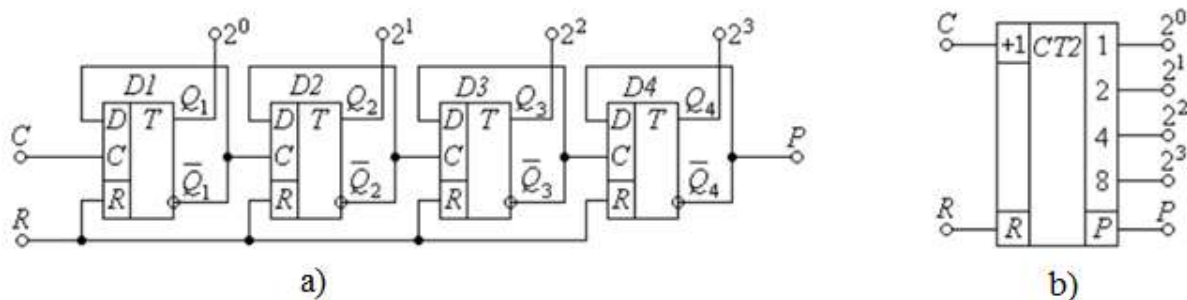 2⁰ 2¹ 2² 2³
D1 D2 D3 D4
Q₁ Q₂ Q₃ Q₄
D T D T D T D T
C C C C C P
Q̅₁ Q̅₂ Q̅₃ Q̅₄
R R R R
R
a)
C +1 CT2 1 2⁰
2 2¹
4 2²
8 2³
R R P P
b)